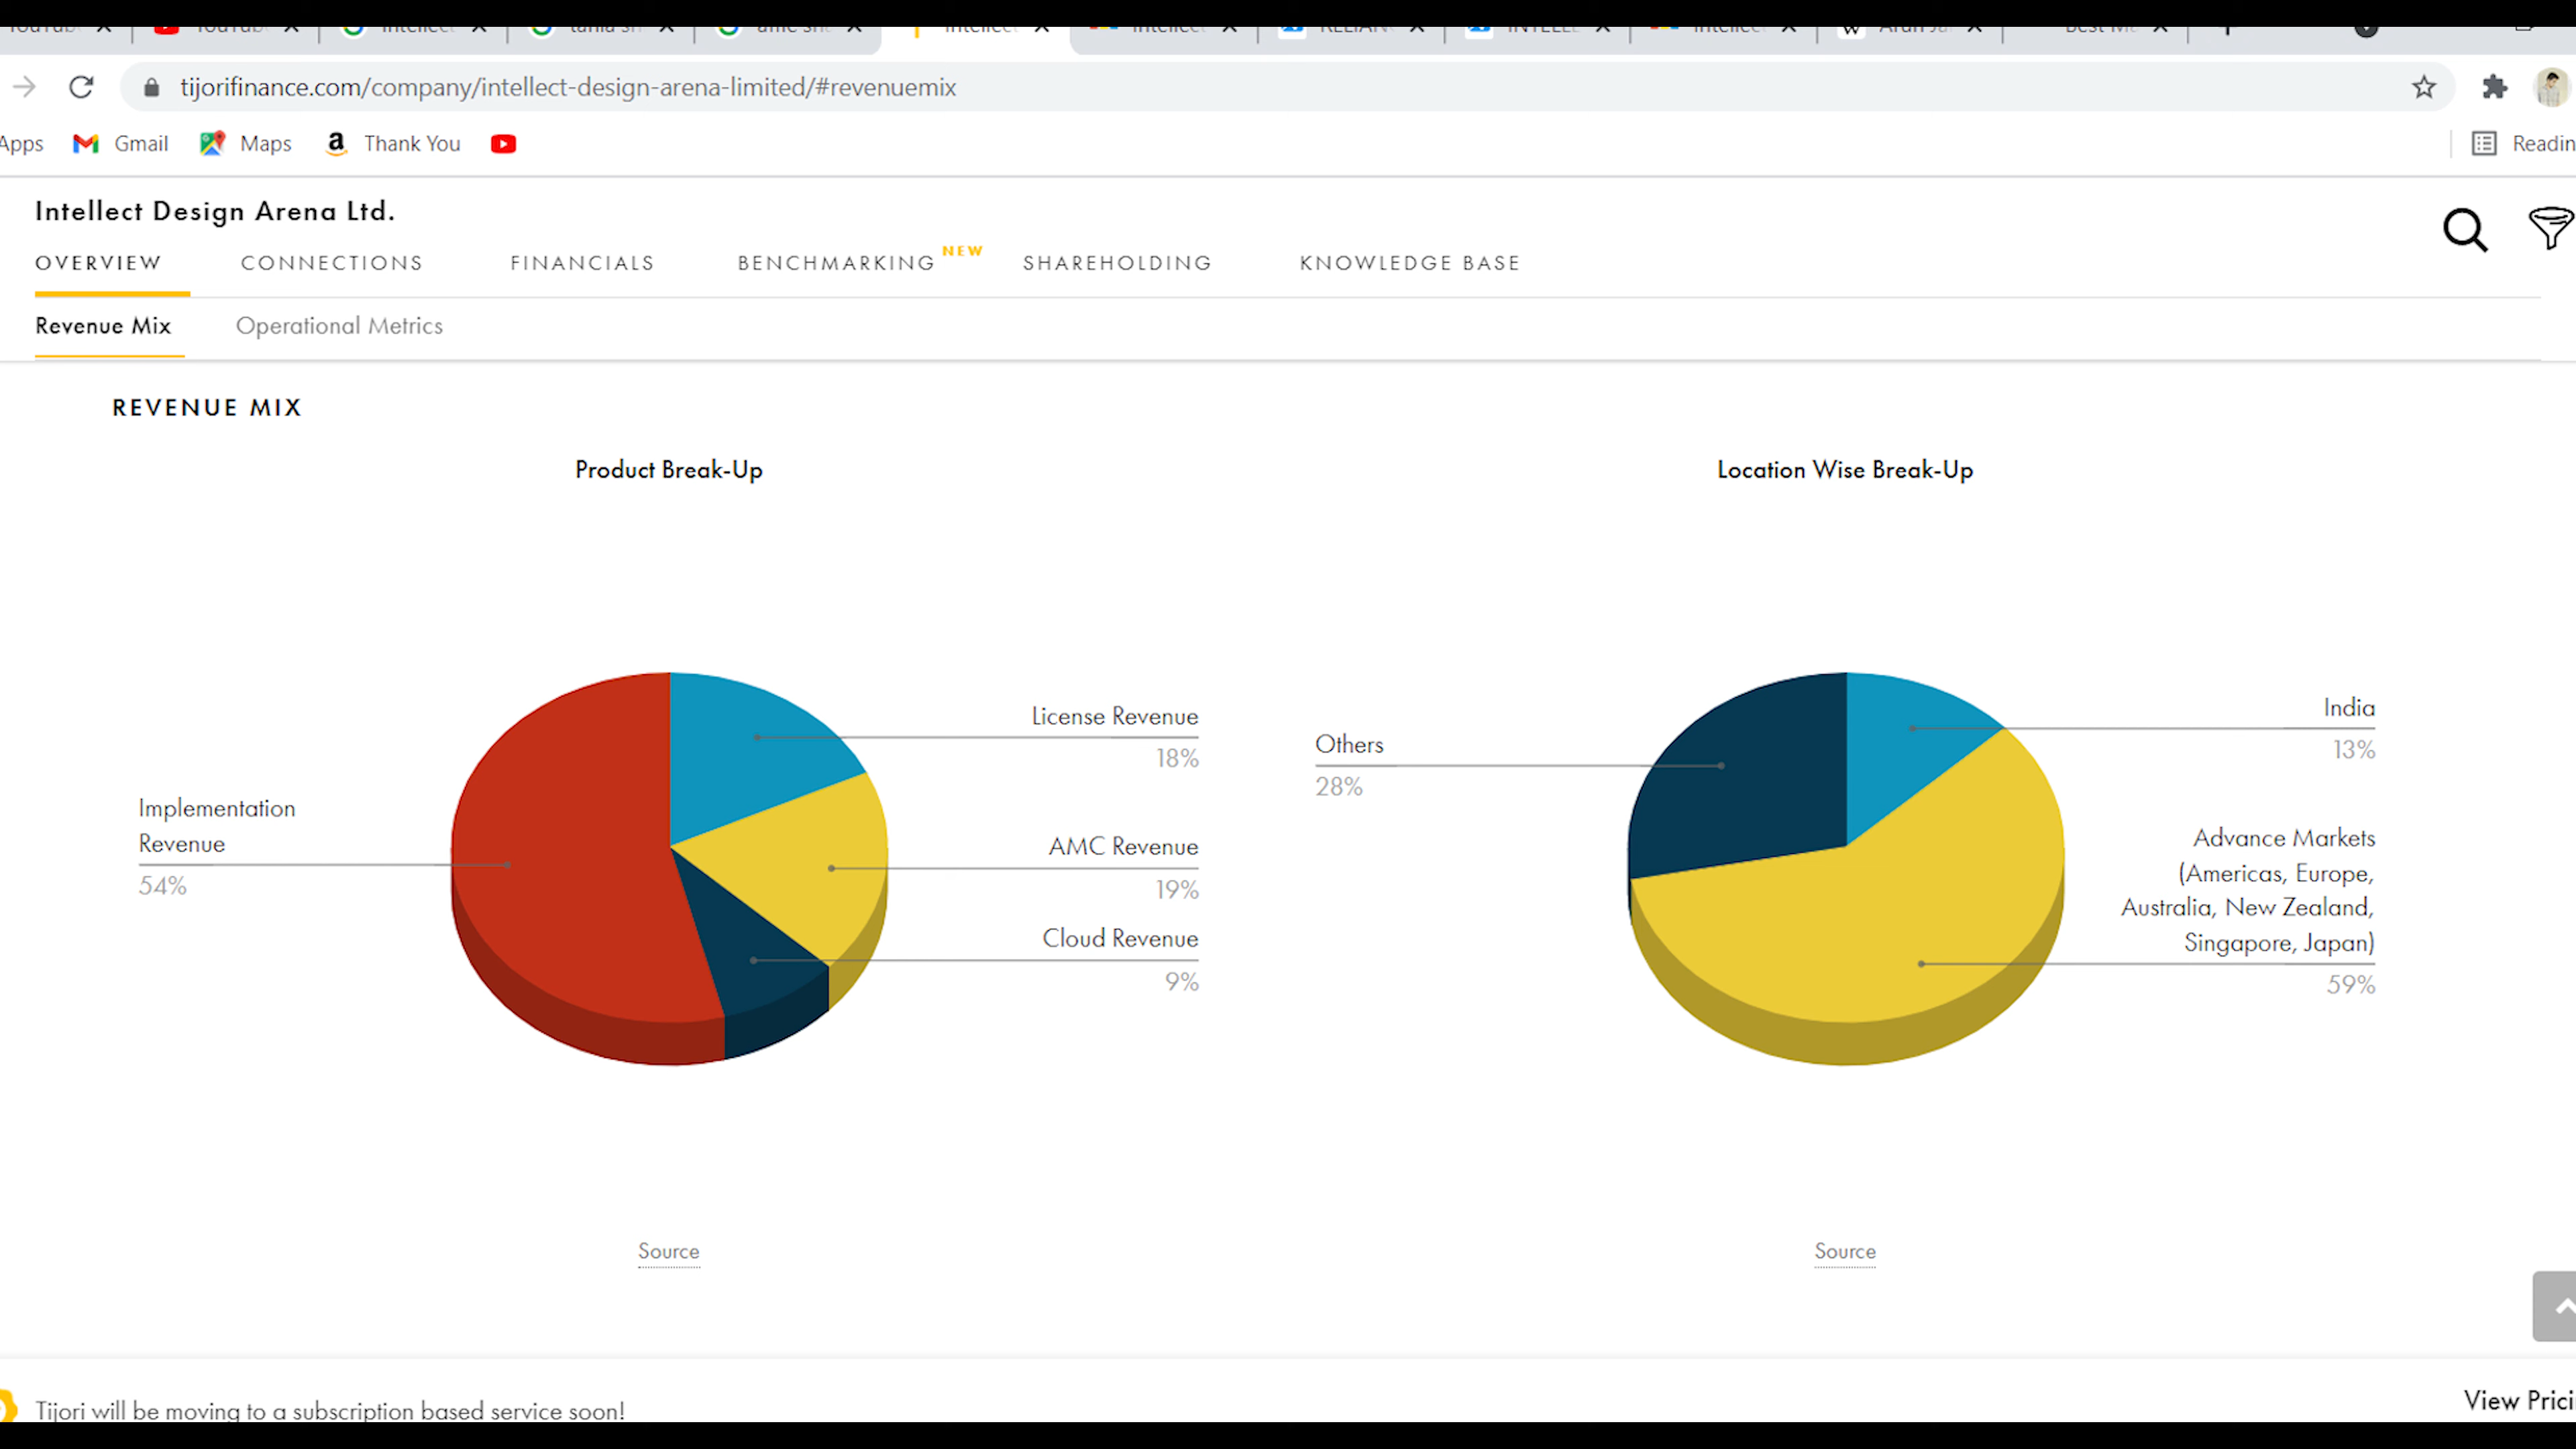 tijorifinance.com/company/intellect-design-arena-limited/#revenuemix
Apps Gmail Maps Thank You Readin
Intellect Design Arena Ltd.
OVERVIEW CONNECTIONS FINANCIALS BENCHMARKING NEW SHAREHOLDING KNOWLEDGE BASE
Revenue Mix Operational Metrics
REVENUE MIX
Product Break-Up
License Revenue
18%
Implementation
Revenue
54%
AMC Revenue
19%
Cloud Revenue
9%
Source
Location Wise Break-Up
India
13%
Others
28%
Advance Markets
(Americas, Europe,
Australia, New Zealand,
Singapore, Japan)
59%
Source
Tijori will be moving to a subscription based service soon!
View Prici